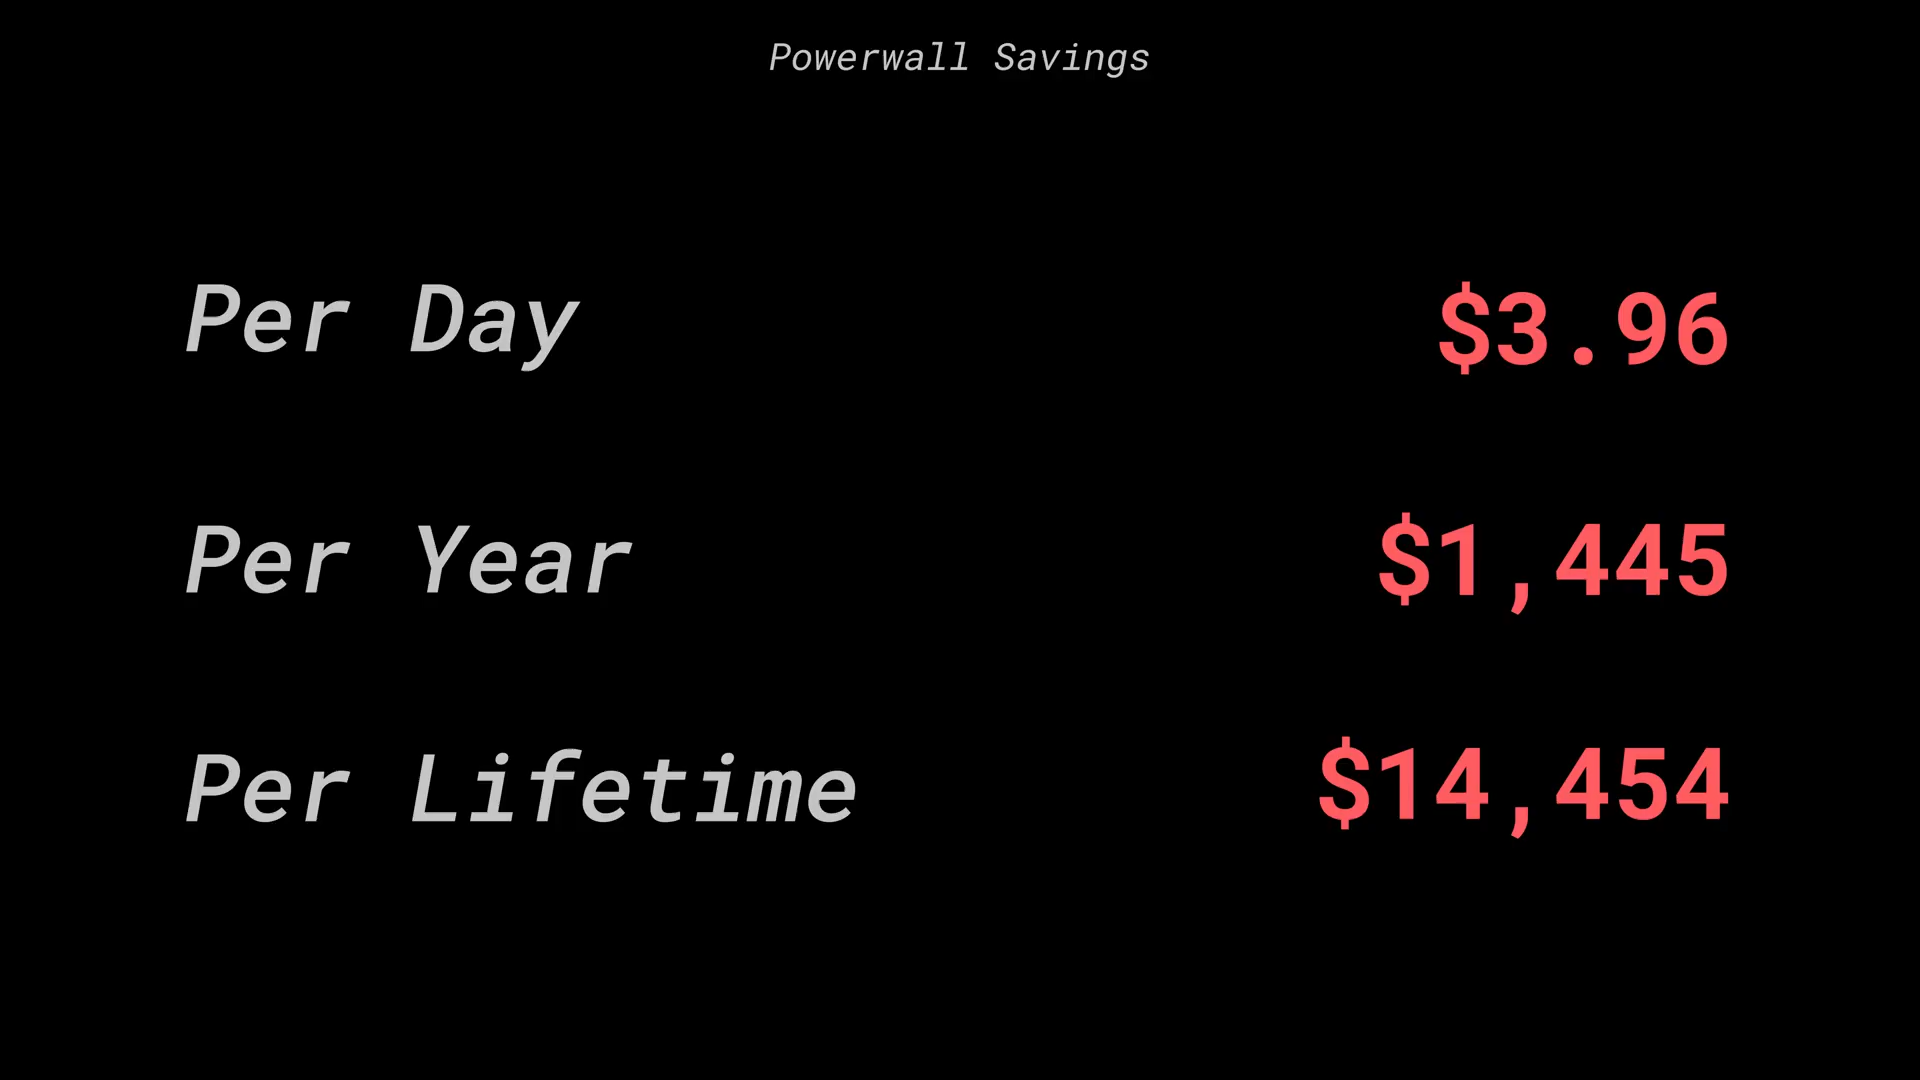 Powerwall Savings
Per Day $3.96
Per Year $1,445
Per Lifetime $14,454